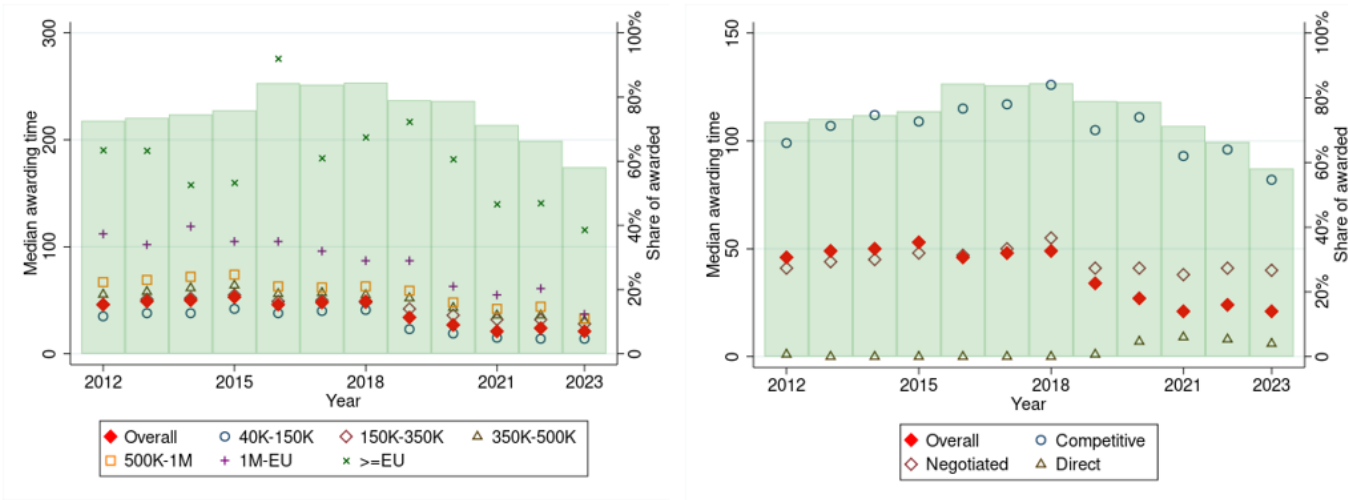 300
200
100
0
Median awarding time
100%
80%
60%
40%
20%
0
Share of awarded
2012
2015
2018
2021
2023
Year
Overall
40K-150K
150K-350K
350K-500K
500K-1M
1M-EU
>=EU
150
100
50
0
Median awarding time
100%
80%
60%
40%
20%
0
Share of awarded
2012
2015
2018
2021
2023
Year
Overall
Competitive
Negotiated
Direct